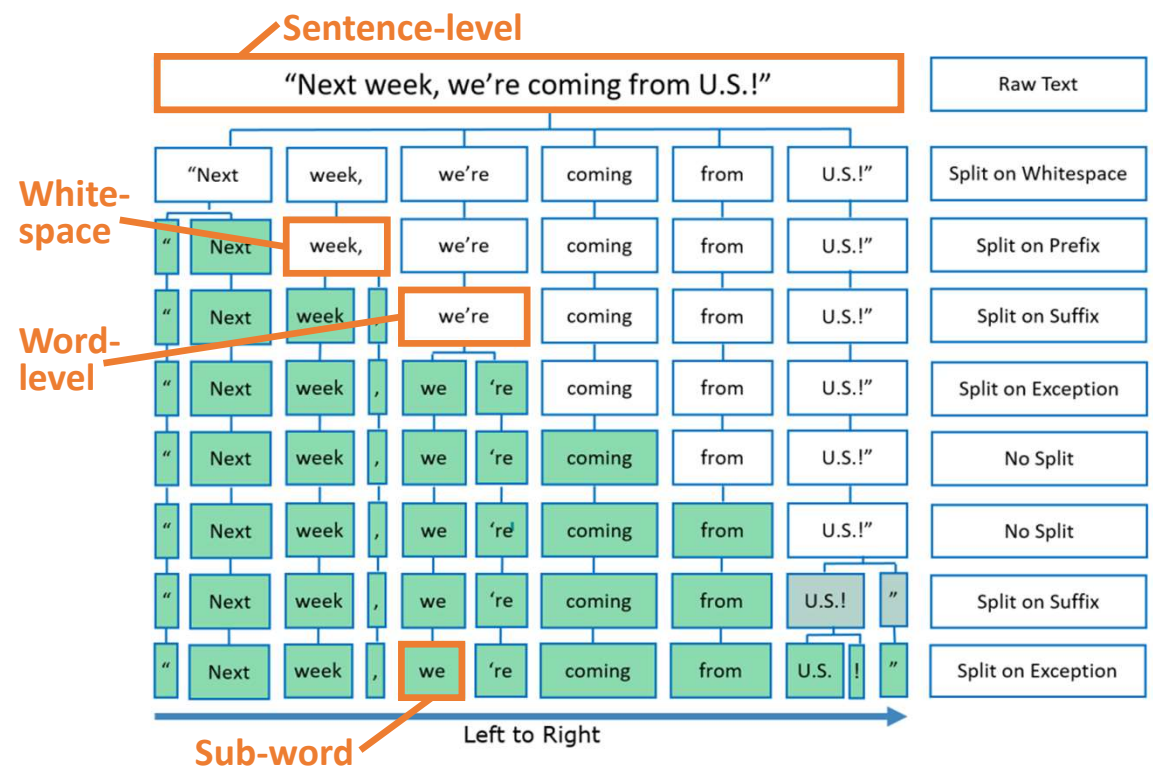 Sentence-level
“Next week, we’re coming from U.S.!” Raw Text
“Next week, we’re coming from U.S.!” Split on Whitespace
White-
space
“ Next week, we’re coming from U.S.!” Split on Prefix
“ Next week , we’re coming from U.S.!” Split on Suffix
Word-
level
“ Next week , we ‘re coming from U.S.!” Split on Exception
“ Next week , we ‘re coming from U.S.!” No Split
“ Next week , we ‘re coming from U.S.!” No Split
“ Next week , we ‘re coming from U.S.! ” Split on Suffix
“ Next week , we ‘re coming from U.S. ! ” Split on Exception
Left to Right
Sub-word